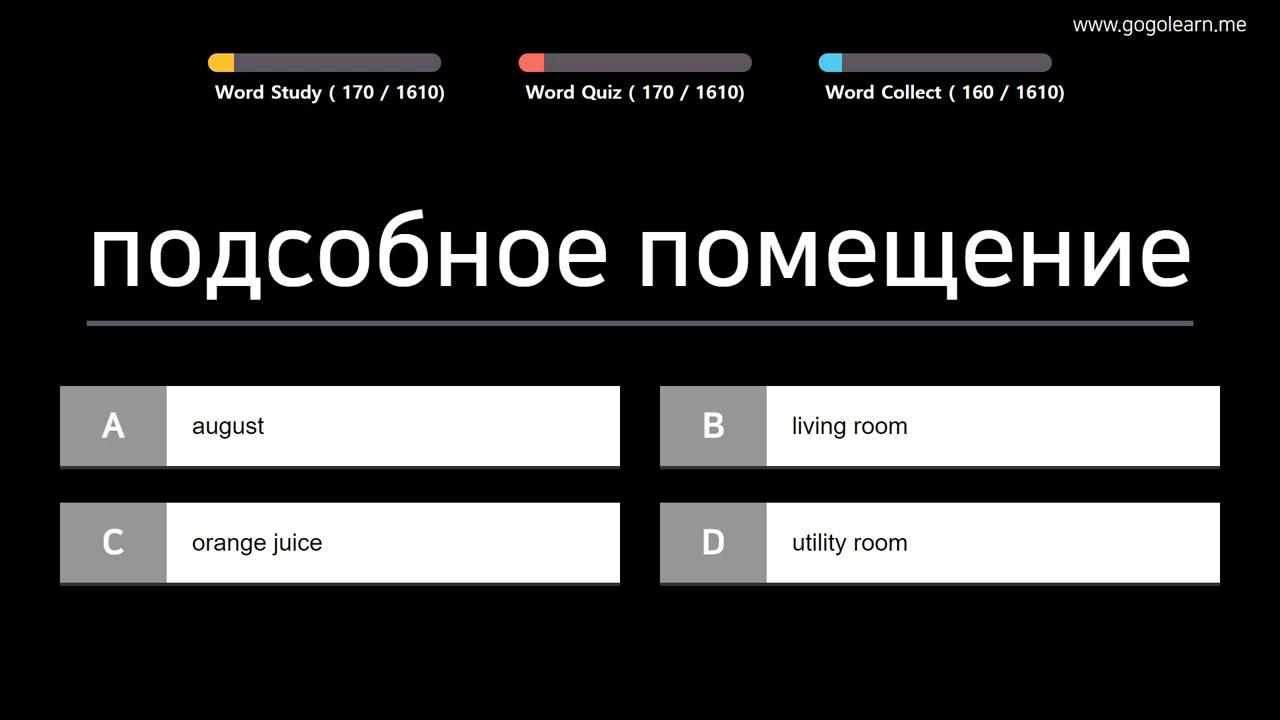 www.gogolearn.me
Word Study ( 170 / 1610)
Word Quiz ( 170 / 1610)
Word Collect ( 160 / 1610)
подсобное помещение
A august
B living room
C orange juice
D utility room